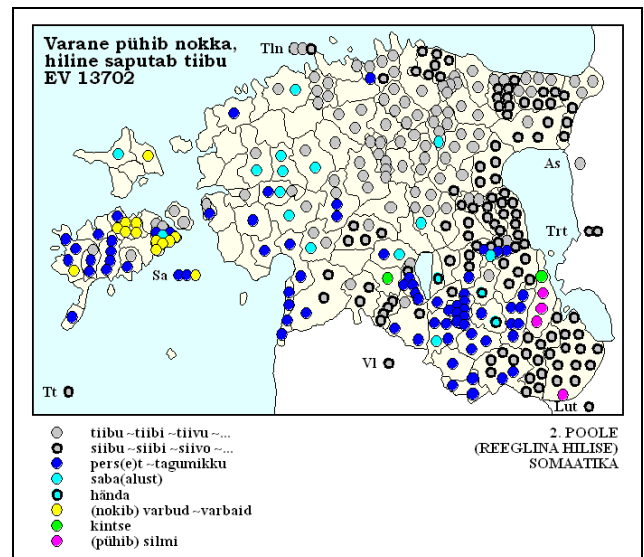 Varane pühib nokka,
hiline saputab tiibu
EV 13702
Tln
As
Trt
Sa
Vl
Tt
Lut
tiibu ~tiibi ~tiivu ~...
siibu ~siibi ~siivo ~...
pers(e)t ~tagumikku
saba(alust)
hända
(nokib) varbud ~varbaid
kintse
(pühib) silmi
2. POOLE
(REEGLINA HILISE)
SOMAATIKA